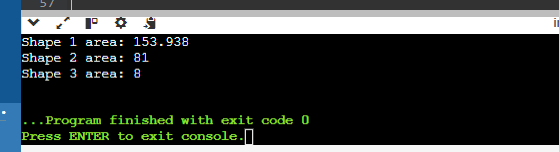 57
Shape 1 area: 153.938
Shape 2 area: 81
Shape 3 area: 8
...Program finished with exit code 0
Press ENTER to exit console.